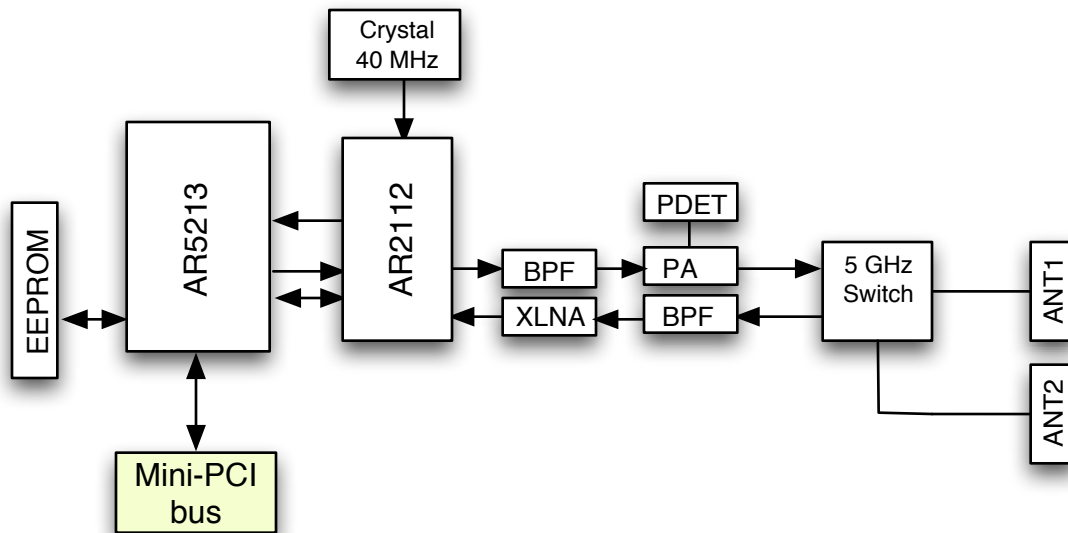 Crystal
40 MHz
AR5213
AR2112
EEPROM
PDET
BPF
PA
5 GHz
Switch
ANT1
XLNA
BPF
ANT2
Mini-PCI
bus